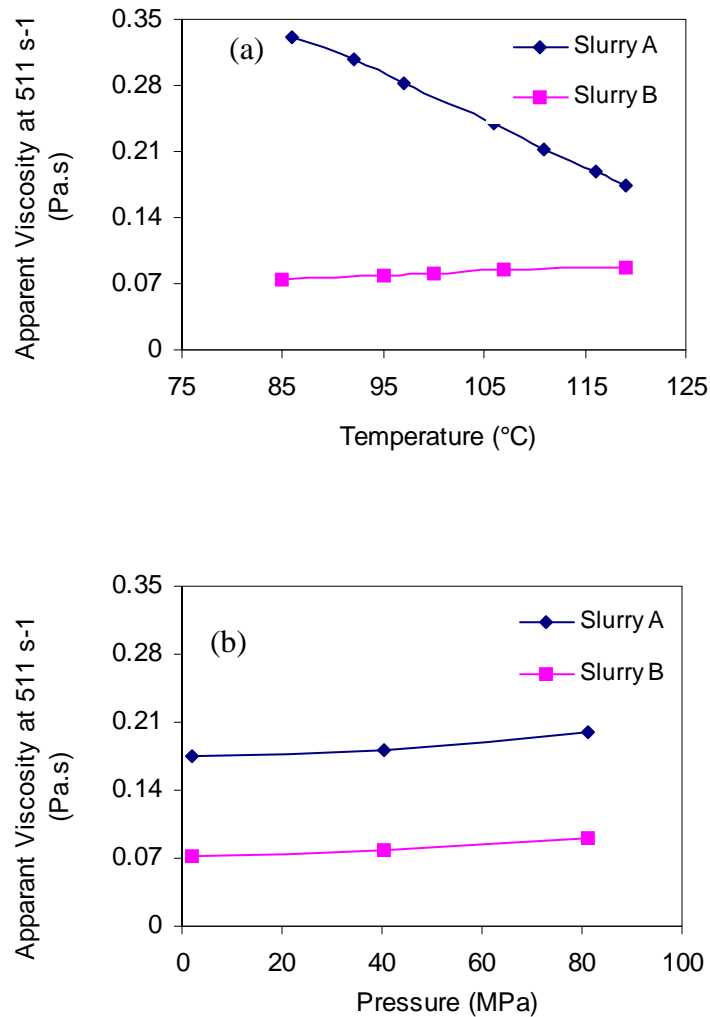 Apparent Viscosity at 511 s-1
(Pa.s)
0.35
0.28
0.21
0.14
0.07
0
(a)
Slurry A
Slurry B
75 85 95 105 115 125
Temperature (°C)
Apparant Viscosity at 511 s-1
(Pa.s)
0.35
0.28
0.21
0.14
0.07
0
(b)
Slurry A
Slurry B
0 20 40 60 80 100
Pressure (MPa)